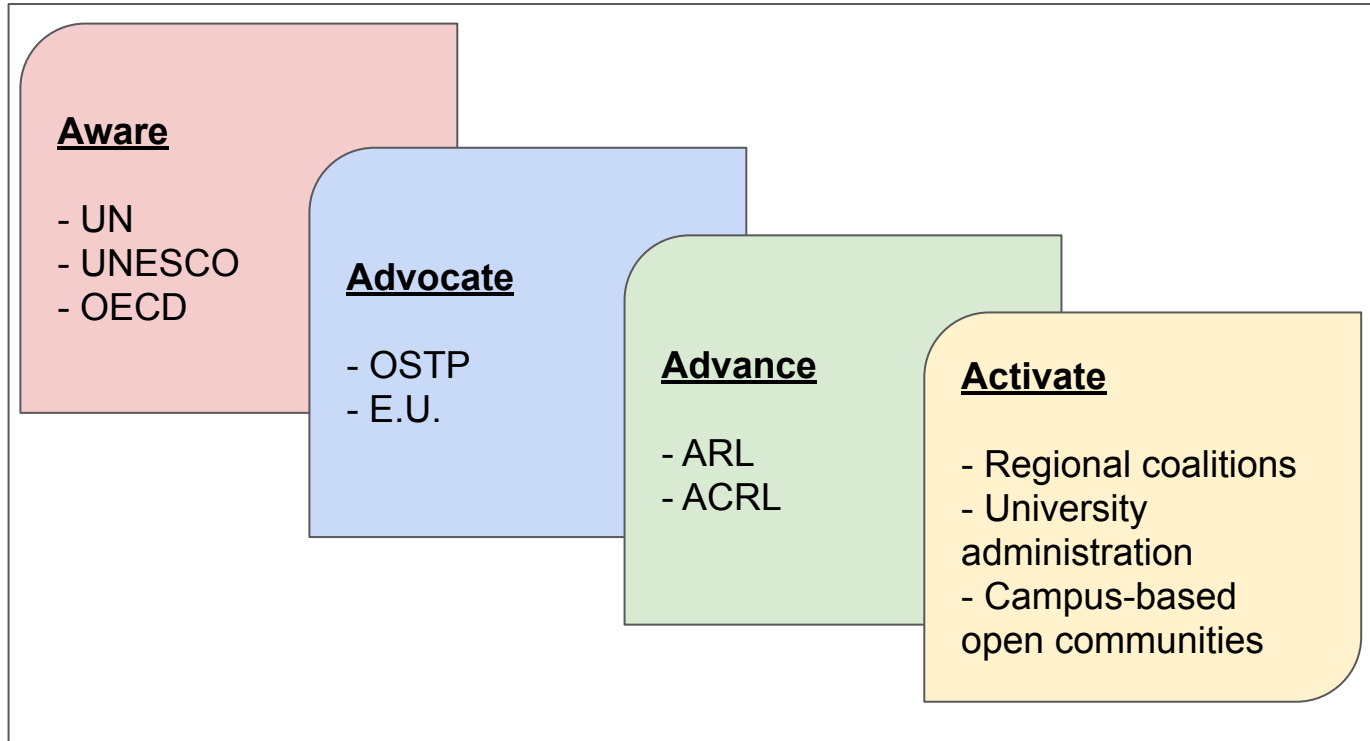 Aware
- UN
- UNESCO
- OECD
Advocate
- OSTP
- E.U.
Advance
- ARL
- ACRL
Activate
- Regional coalitions
- University
administration
- Campus-based
open communities